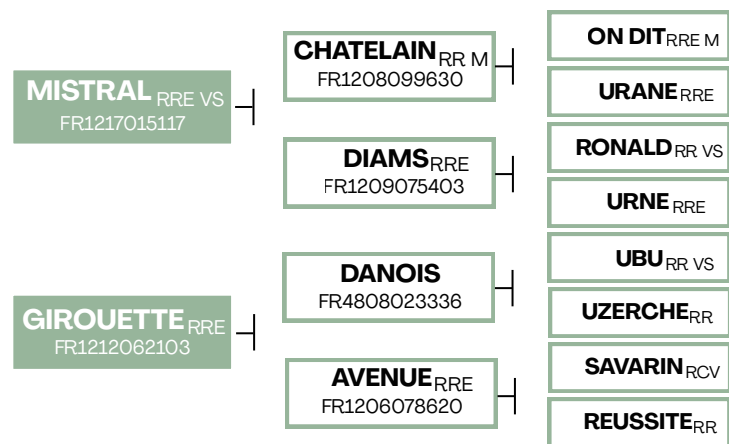 MISTRAL RRE VS
FR1217015117
CHATELAIN RR M
FR1208099630
ON DIT RRE M
URANE RRE
DIAMS RRE
FR1209075403
RONALD RR VS
URNE RRE
GIROUETTE RRE
FR1212062103
DANOIS
FR4808023336
UBU RR VS
UZERCHE RR
AVENUE RRE
FR1206078620
SAVARIN RCV
REUSSITE RR